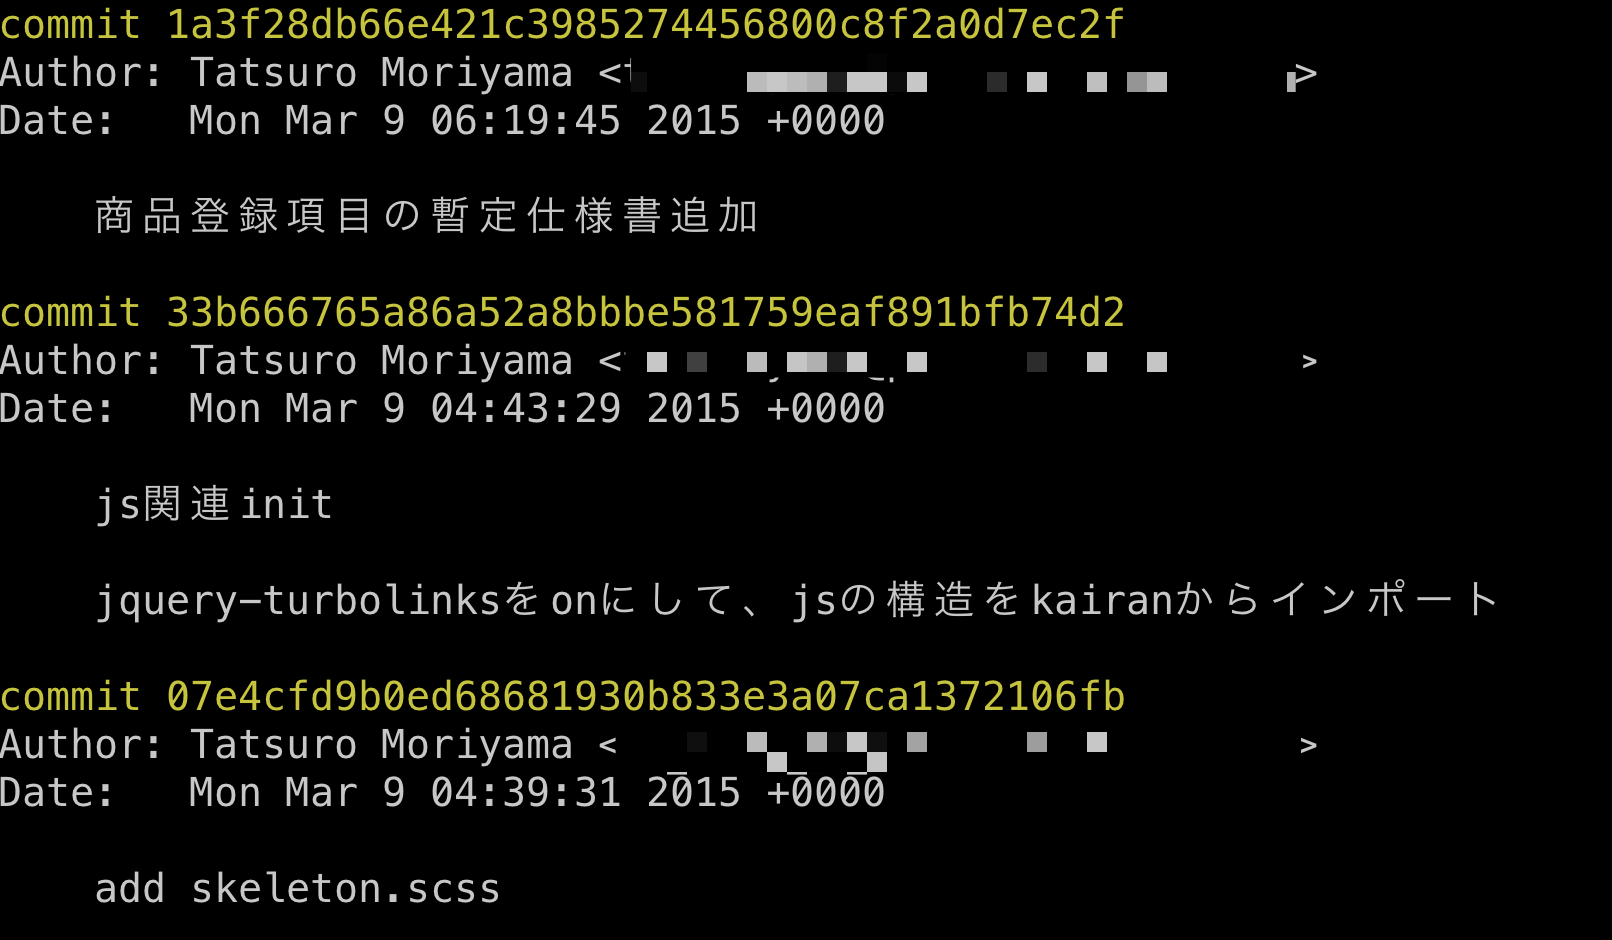 commit 1a3f28db66e421c3985274456800c8f2a0d7ec2f
Author: Tatsuro Moriyama < >
Date:   Mon Mar 9 06:19:45 2015 +0000
商品登録項目の暫定仕様書追加
commit 33b666765a86a52a8bbbe581759eaf891bfb74d2
Author: Tatsuro Moriyama < >
Date:   Mon Mar 9 04:43:29 2015 +0000
js関連init
jquery-turbolinksをonにして、jsの構造をkairanからインポート
commit 07e4cfd9b0ed68681930b833e3a07ca1372106fb
Author: Tatsuro Moriyama < >
Date:   Mon Mar 9 04:39:31 2015 +0000
add skeleton.scss